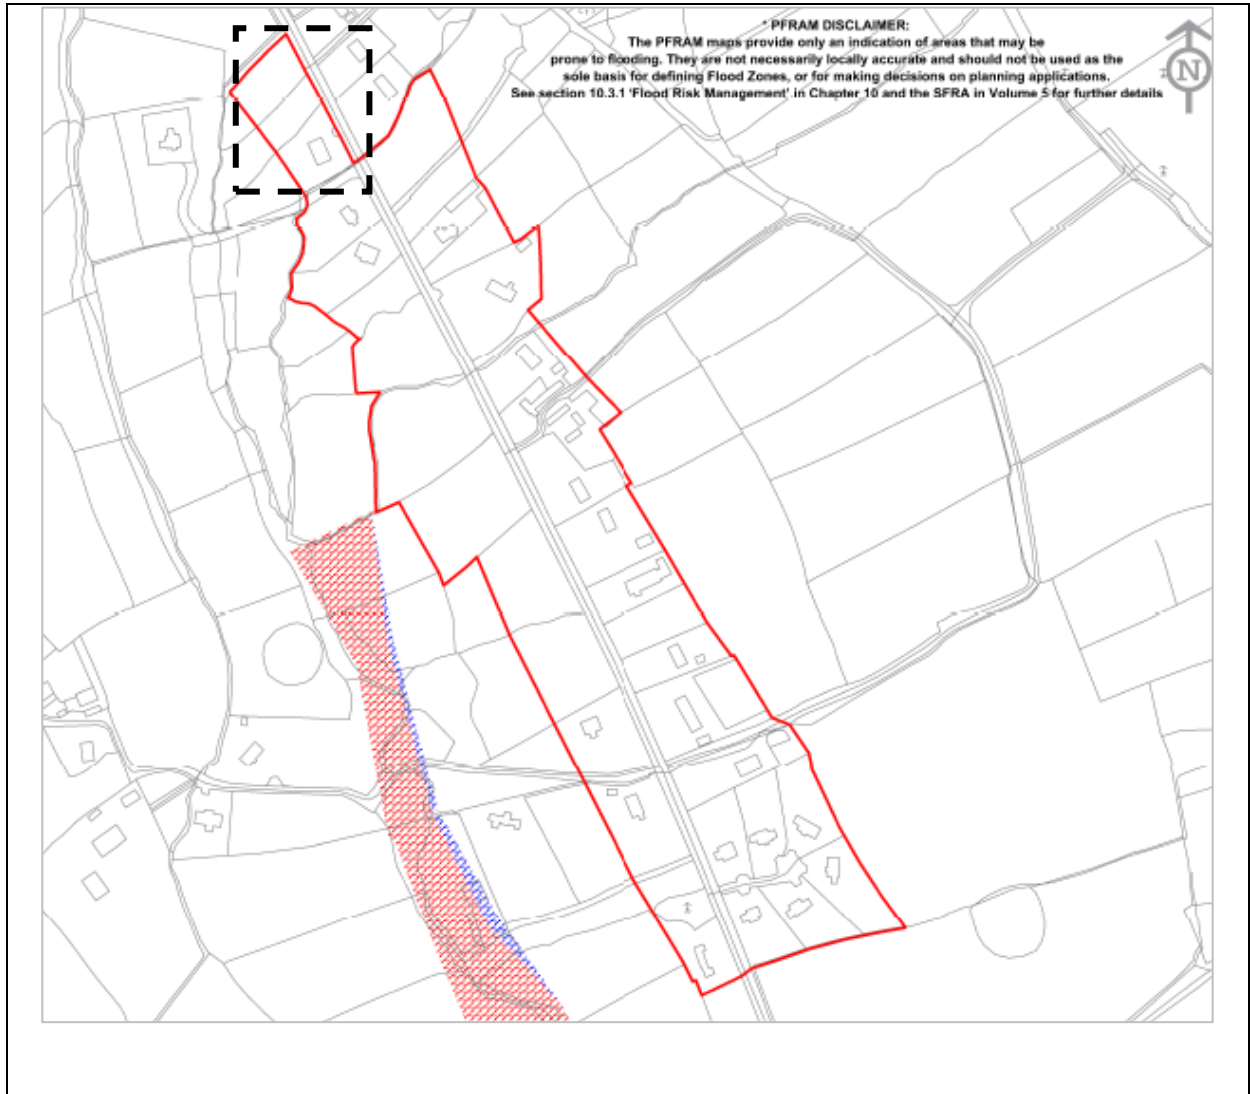 * PFRAM DISCLAIMER:
The PFRAM maps provide only an indication of areas that may be
prone to flooding. They are not necessarily locally accurate and should not be used as the
sole basis for defining Flood Zones, or for making decisions on planning applications.
See section 10.3.1 'Flood Risk Management' in Chapter 10 and the SFRA in Volume 5 for further details
N